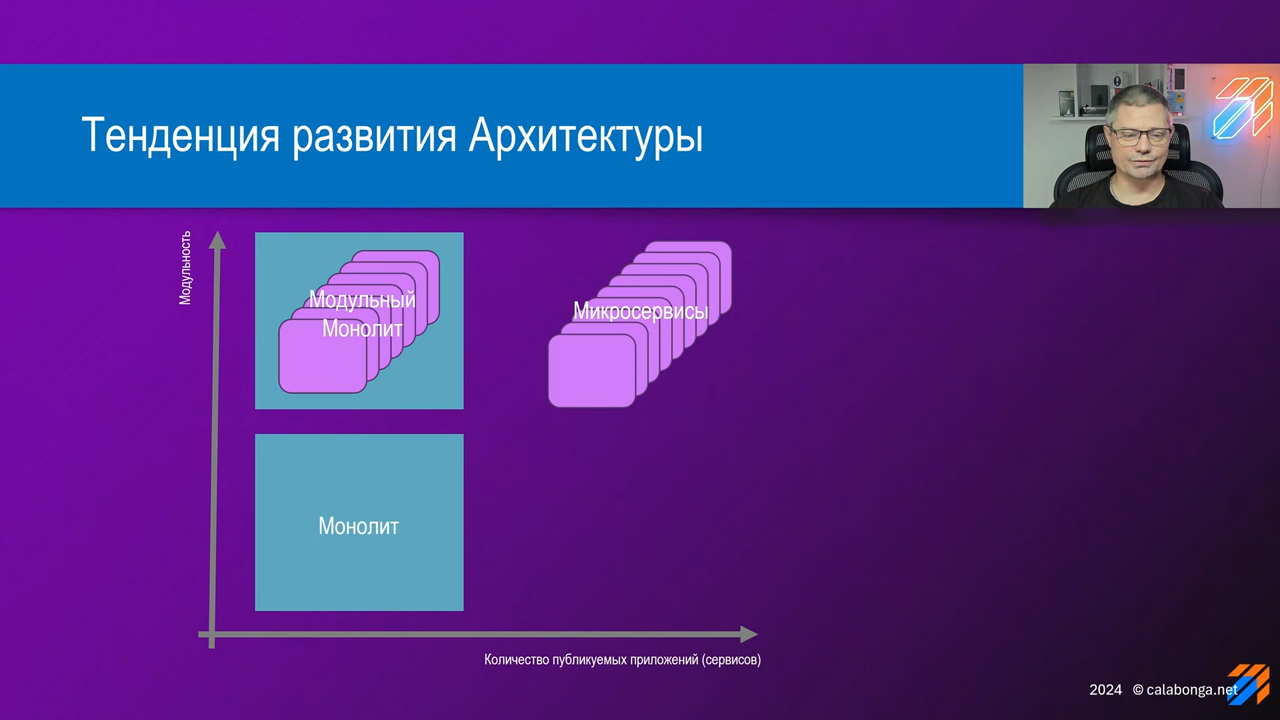 Тенденция развития Архитектуры
Модульность
Модульный
Монолит
Микросервисы
Монолит
Количество публикуемых приложений (сервисов)
2024 © calabonga.net